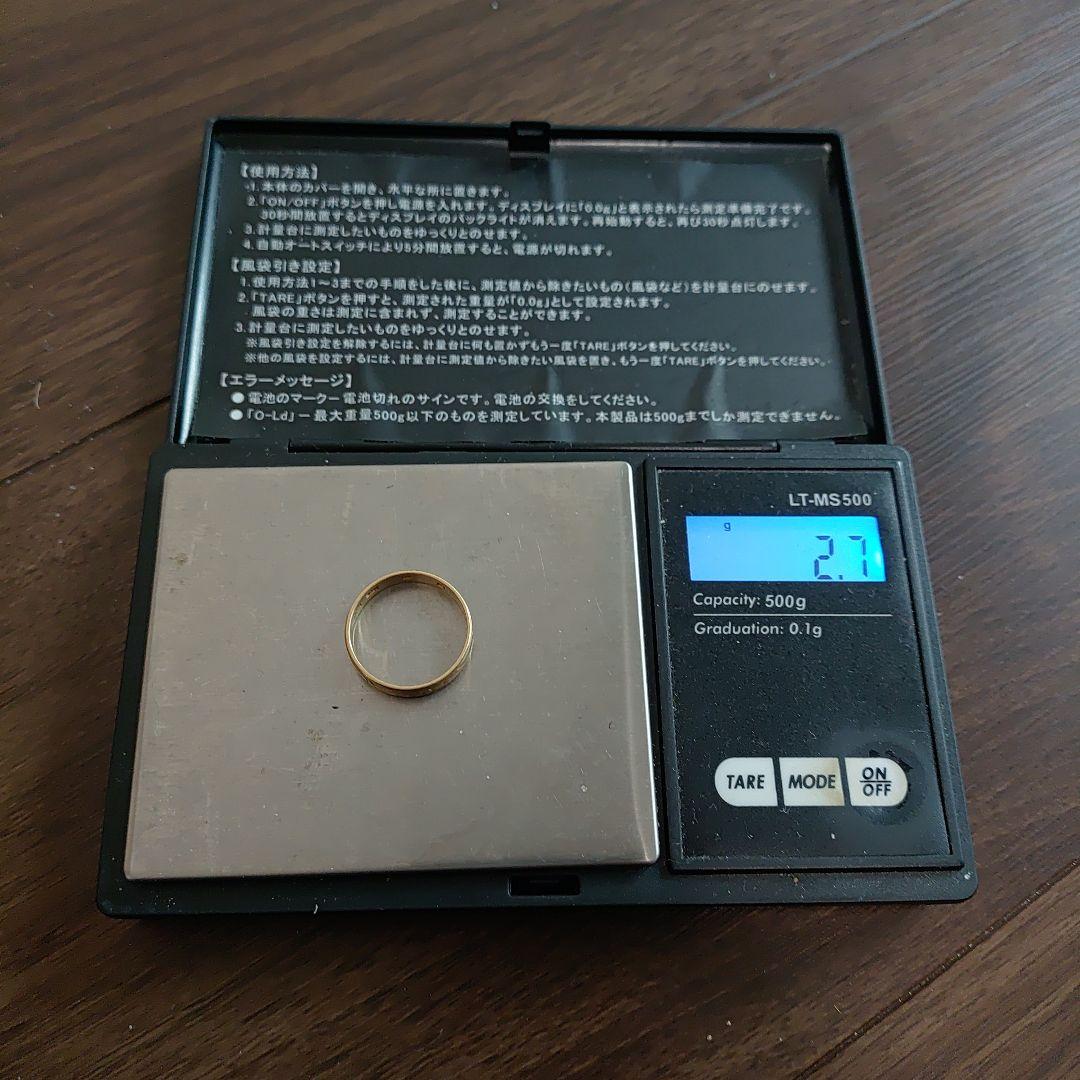 【使用方法】
1. 本体のカバーを開き、水平な所に置きます。
2.「ON/OFF」ボタンを押し電源を入れます。ディスプレイに「0.0g」と表示されたら測定準備完了です。
30秒間放置するとディスプレイのバックライトが消えます。再始動すると、再び30秒点灯します。
3. 計量台に測定したいものをゆっくりとのせます。
4. 自動オートスイッチにより3分間放置すると、電源が切れます。
【風袋引き設定】
1. 使用方法1〜3までの手順をした後に、測定値から除きたいもの(風袋など)を計量台にのせます。
2.「TARE」ボタンを押すと、測定された重量が「0.0g」として設定されます。
風袋の重さは測定に含まれず、測定することができます。
3. 計量台に測定したいものをゆっくりとのせます。
※風袋引き設定を解除するには、計量台に何も置かずもう一度「TARE」ボタンを押してください。
※他の風袋を設定するには、計量台に測定値から除きたい風袋を置き、もう一度「TARE」ボタンを押してください。
【エラーメッセージ】
●電池のマークー電池切れのサインです。電池の交換をしてください。
●「O-Ld」ー最大重量500g以下のものを測定しています。本製品は500gまでしか測定できません。
LT-MS500
g
2.7
Capacity: 500g
Graduation: 0.1g
TARE
MODE
ON
OFF